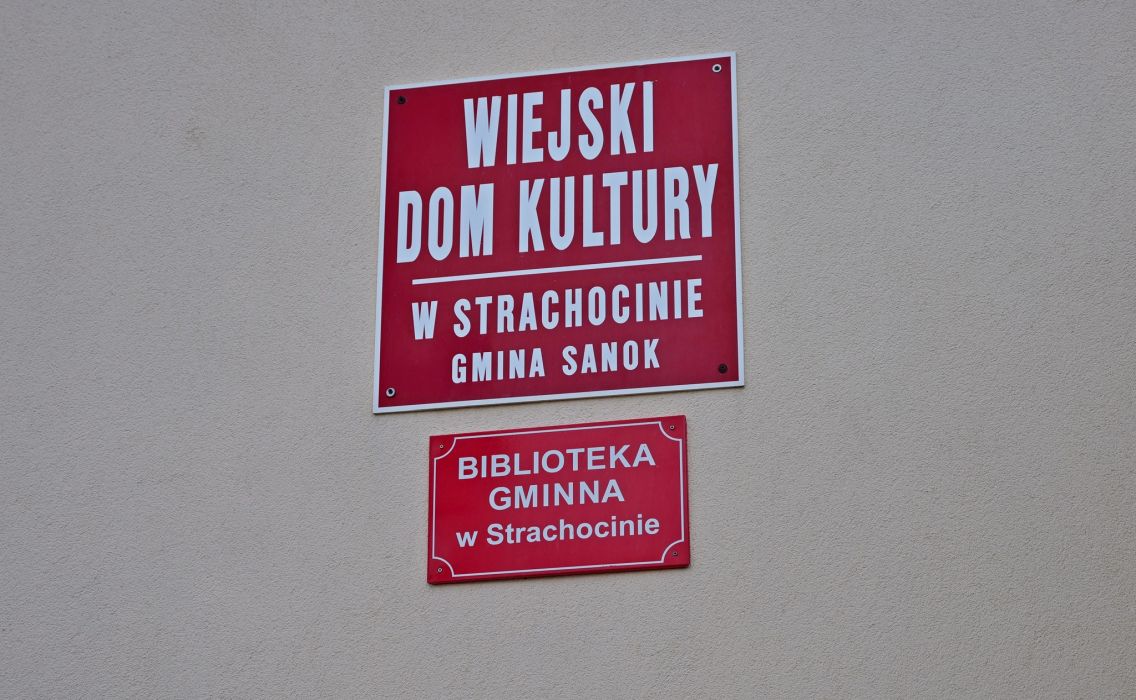 WIEJSKI
DOM KULTURY
W STRACHOCINIE
GMINA SANOK
BIBLIOTEKA
GMINNA
w Strachocinie